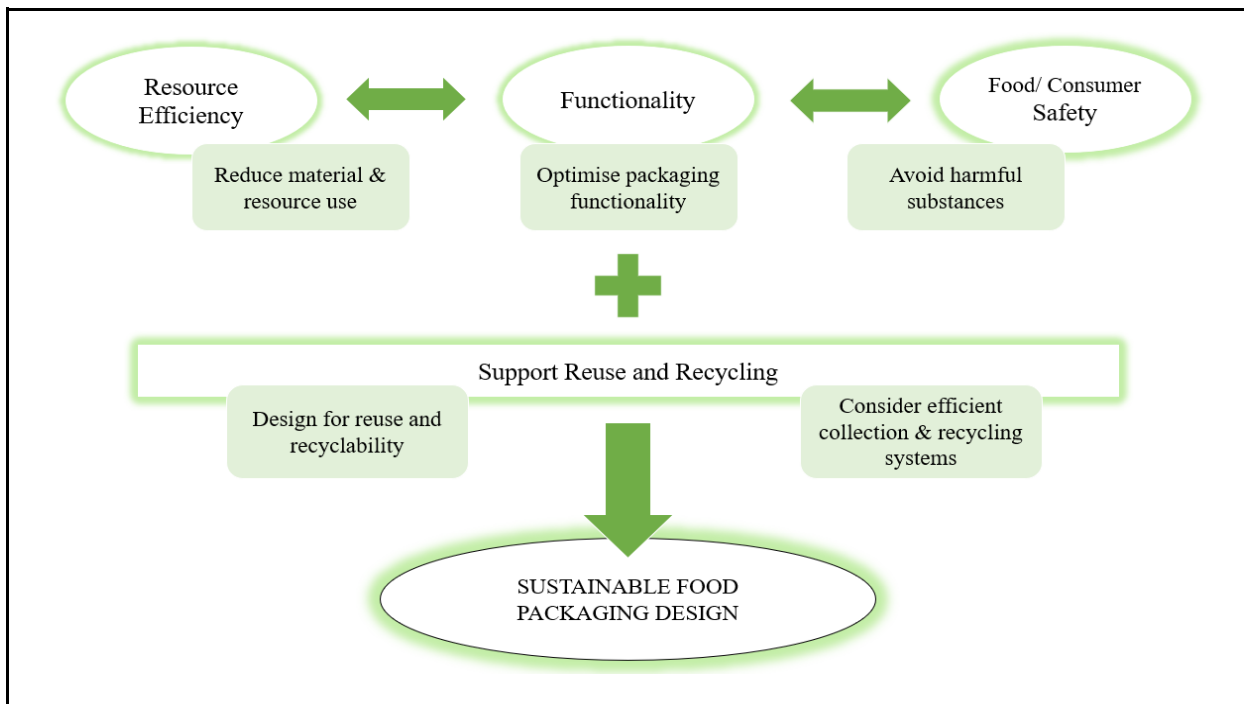 Resource
Efficiency
Functionality
Food/ Consumer
Safety
Reduce material &
resource use
Optimise packaging
functionality
Avoid harmful
substances
Support Reuse and Recycling
Design for reuse and
recyclability
Consider efficient
collection & recycling
systems
SUSTAINABLE FOOD
PACKAGING DESIGN